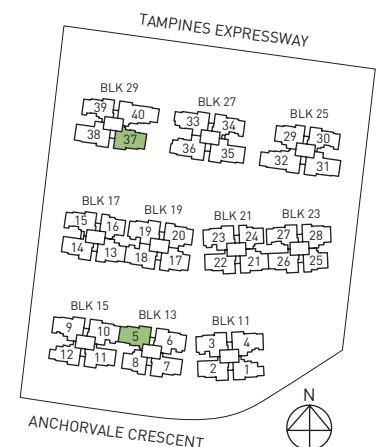 TAMPINES EXPRESSWAY
BLK 29
39 40
38 37
BLK 27
33 34
36 35
BLK 25
29 30
32 31
BLK 17
15 16
14 13
BLK 19
19 20
18 17
BLK 21
23 24
22 21
BLK 23
27 28
26 25
BLK 15
9 10
12 11
BLK 13
5 6
8 7
BLK 11
3 4
2 1
N
ANCHORVALE CRESCENT